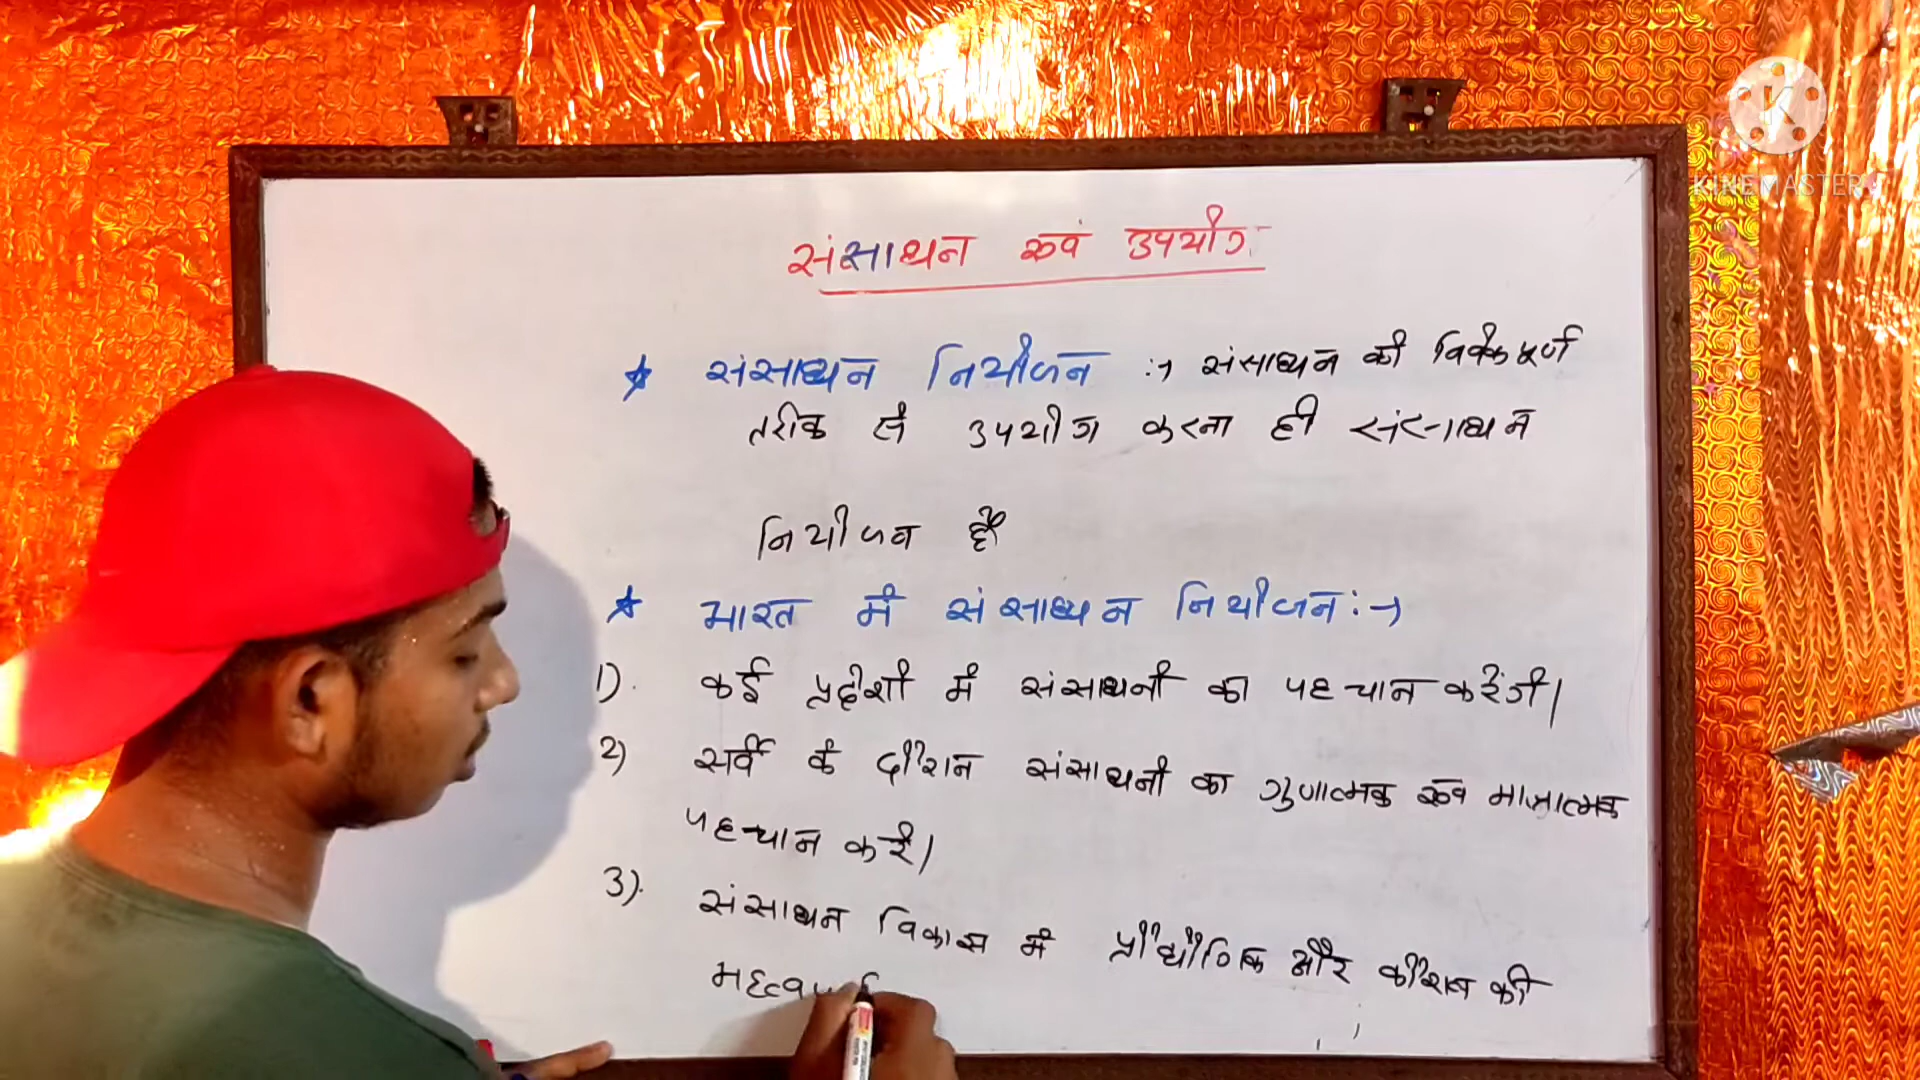 संसाधन एवं उपयोग
★ संसाधन नियोजन :→ संसाधन की विवेकपूर्ण
तरीके से उपयोग करना ही संसाधन
नियोजन है
★ भारत में संसाधन नियोजन :→
1). कई प्रदेशों में संसाधनों का पहचान करेंगे।
2) सर्वे के दौरान संसाधनों का गुणात्मक एवं मात्रात्मक
पहचान करें।
3). संसाधन विकास में प्रौद्योगिक और कौशल की
K
KINEMASTER